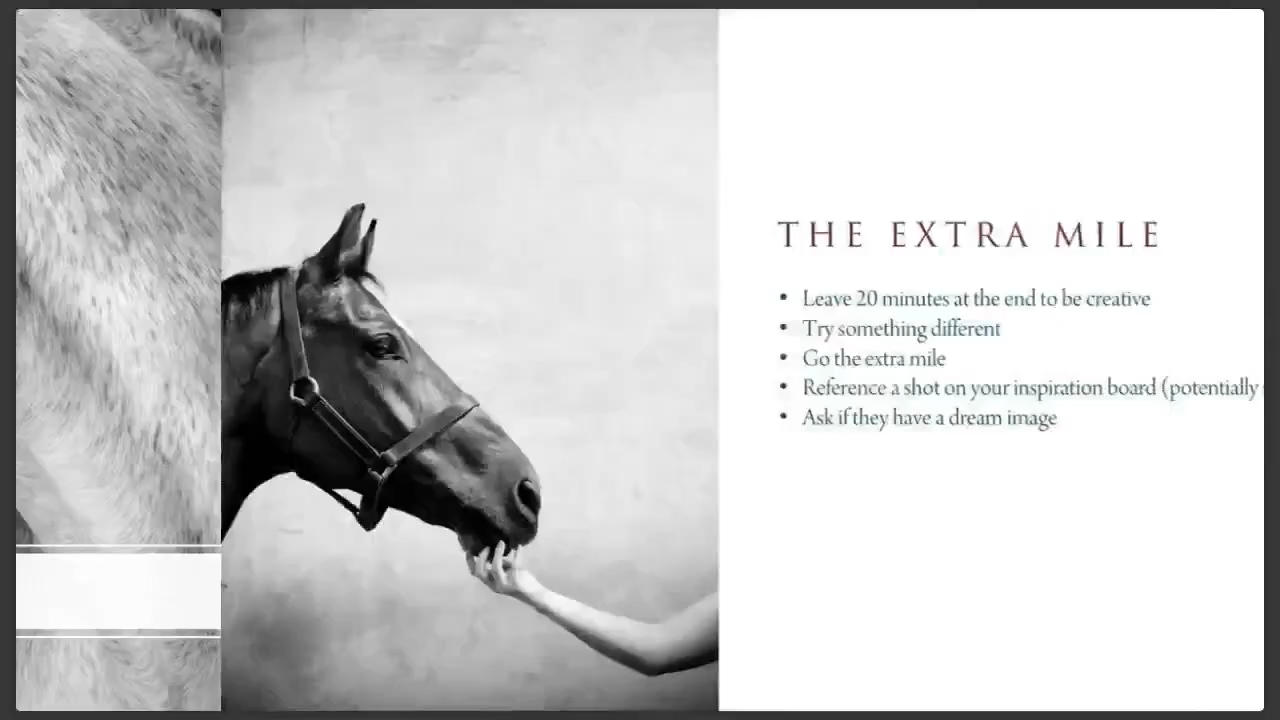 THE EXTRA MILE
• Leave 20 minutes at the end to be creative
• Try something different
• Go the extra mile
• Reference a shot on your inspiration board (potentially
• Ask if they have a dream image